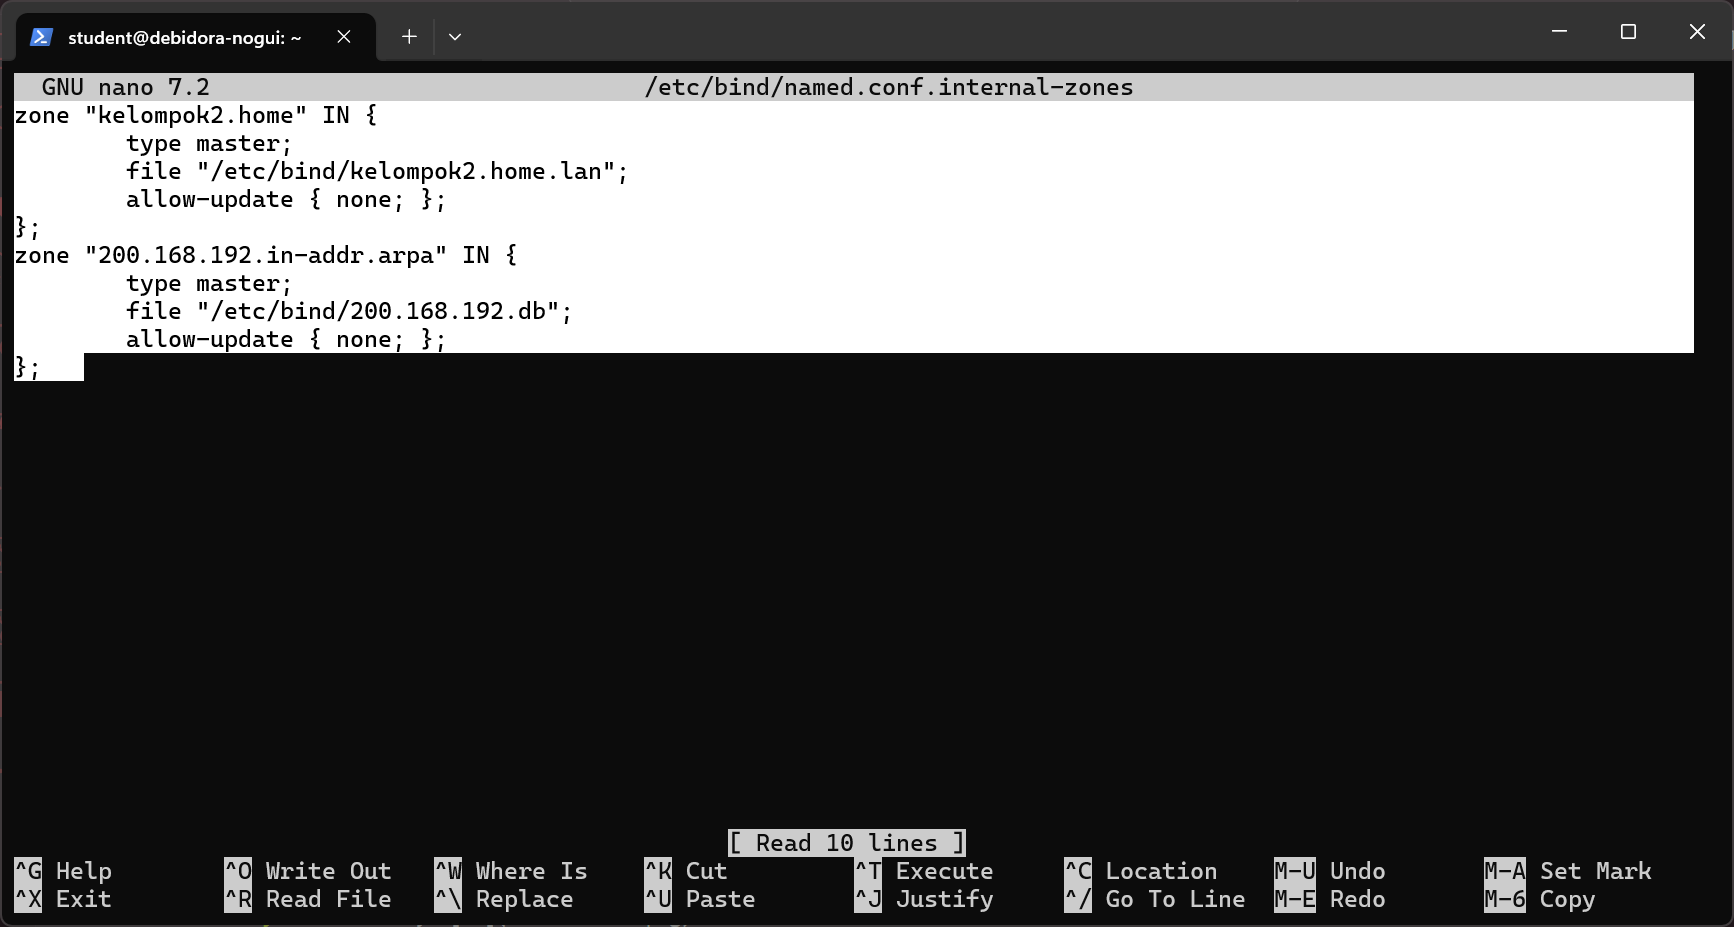 student@debidora-nogui: ~
GNU nano 7.2 /etc/bind/named.conf.internal-zones
zone "kelompok2.home" IN {
        type master;
        file "/etc/bind/kelompok2.home.lan";
        allow-update { none; };
};
zone "200.168.192.in-addr.arpa" IN {
        type master;
        file "/etc/bind/200.168.192.db";
        allow-update { none; };
};
[ Read 10 lines ]
^G Help ^O Write Out ^W Where Is ^K Cut ^T Execute ^C Location M-U Undo M-A Set Mark
^X Exit ^R Read File ^\ Replace ^U Paste ^J Justify ^/ Go To Line M-E Redo M-6 Copy